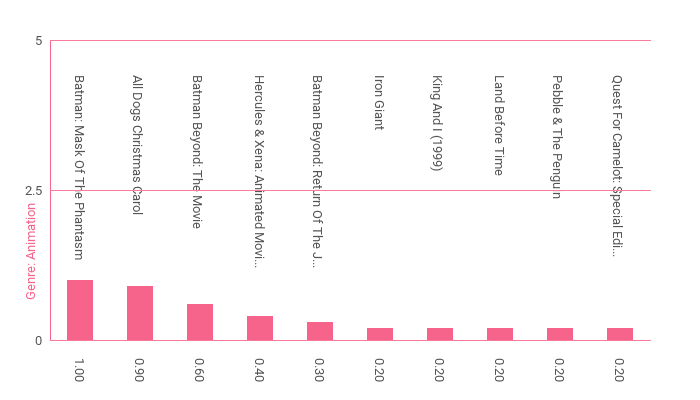 5
2.5
0
Genre: Animation
Batman: Mask Of The Phantasm
All Dogs Christmas Carol
Batman Beyond: The Movie
Hercules & Xena: Animated Movi...
Batman Beyond: Return Of The J...
Iron Giant
King And I (1999)
Land Before Time
Pebble & The Penguin
Quest For Camelot: Special Edi...
1.00
0.90
0.60
0.40
0.30
0.20
0.20
0.20
0.20
0.20